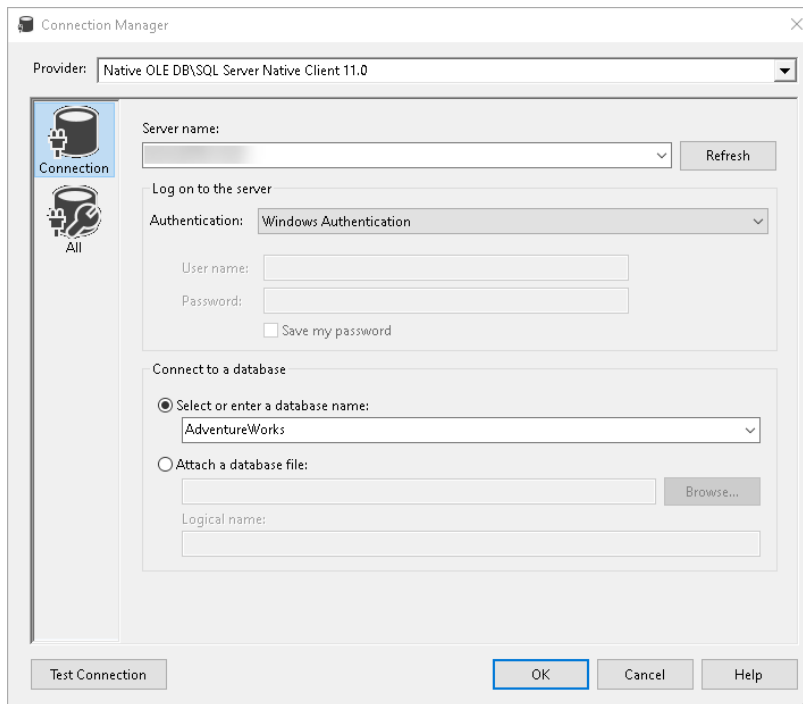 Connection Manager
Provider: Native OLE DB\SQL Server Native Client 11.0
Connection
All
Server name:
Refresh
Log on to the server
Authentication: Windows Authentication
User name:
Password:
Save my password
Connect to a database
Select or enter a database name:
AdventureWorks
Attach a database file:
Browse...
Logical name:
Test Connection OK Cancel Help